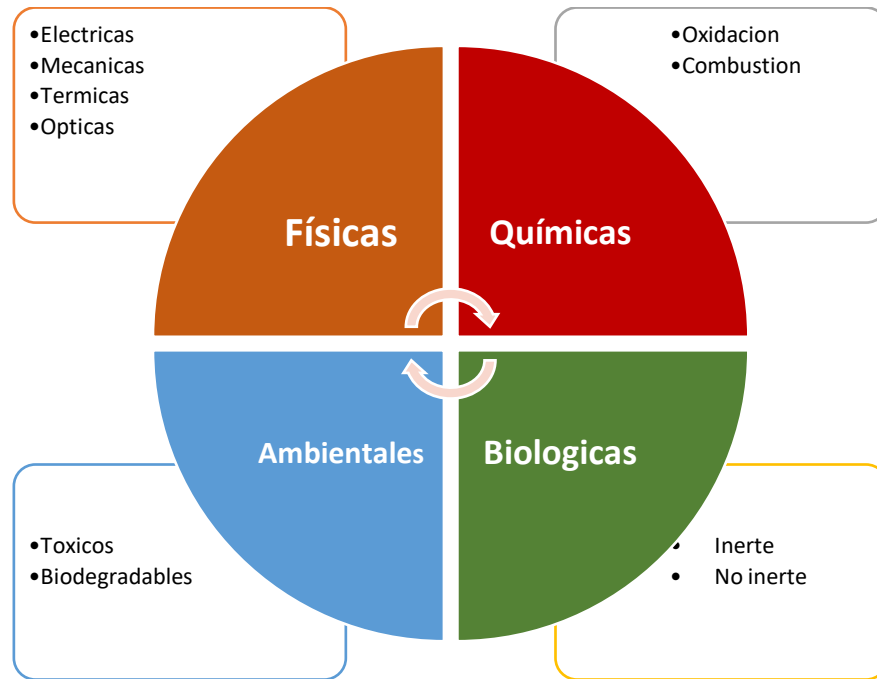 •Electricas
•Mecanicas
•Termicas
•Opticas
•Oxidacion
•Combustion
Físicas
Químicas
Ambientales
Biologicas
•Toxicos
•Biodegradables
• Inerte
• No inerte